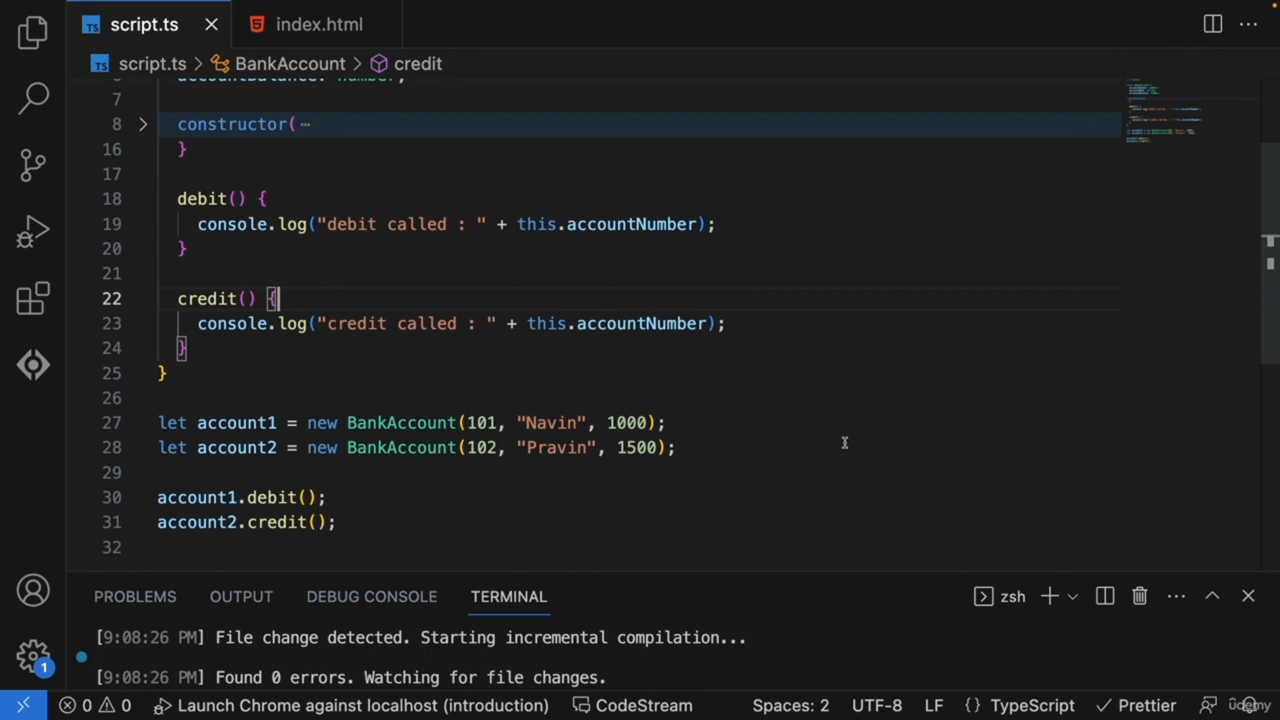 script.ts
index.html
script.ts > BankAccount > credit
accountBalance: number;
7
8 constructor( ⋯
16 }
17
18 debit() {
19 console.log("debit called : " + this.accountNumber);
20 }
21
22 credit() {
23 console.log("credit called : " + this.accountNumber);
24 }
25 }
26
27 let account1 = new BankAccount(101, "Navin", 1000);
28 let account2 = new BankAccount(102, "Pravin", 1500);
29
30 account1.debit();
31 account2.credit();
32
PROBLEMS OUTPUT DEBUG CONSOLE TERMINAL zsh
[9:08:26 PM] File change detected. Starting incremental compilation...
[9:08:26 PM] Found 0 errors. Watching for file changes.
1
0 0 Launch Chrome against localhost (introduction) CodeStream Spaces: 2 UTF-8 LF {} TypeScript Prettier
udemy